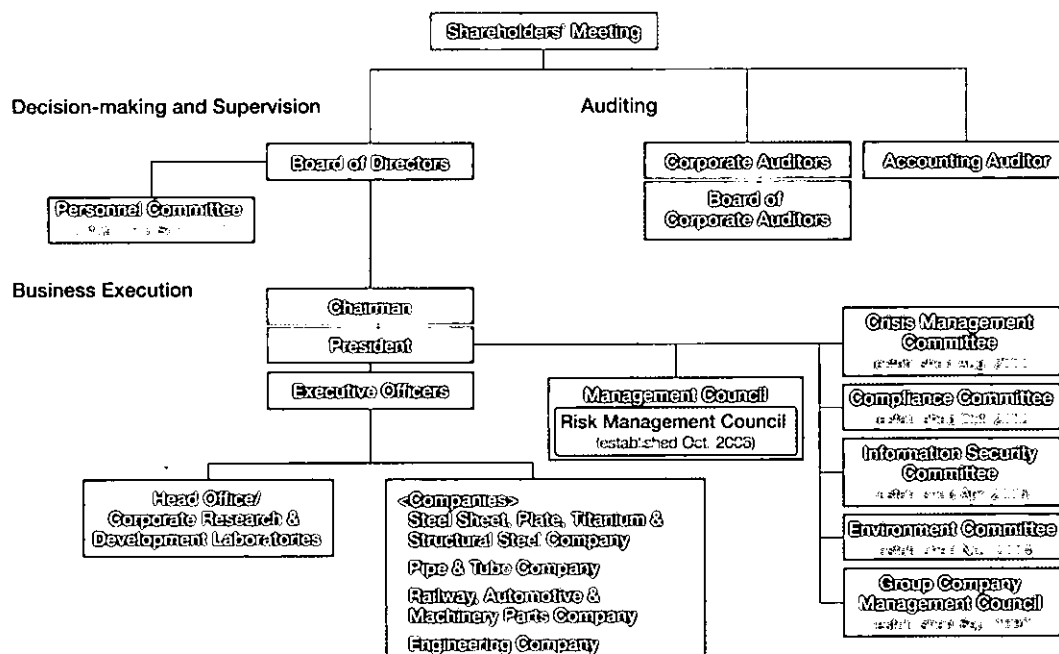 Shareholders' Meeting
Decision-making and Supervision
Auditing
Board of Directors
Corporate Auditors
Accounting Auditor
Personnel Committee
Board of
Corporate Auditors
Business Execution
Chairman
President
Executive Officers
Management Council
Risk Management Council
(established Oct.
Crisis Management
Committee
Compliance Committee
Information Security
Committee
Environment Committee
Group Company
Management Council
Head Office/
Corporate Research &
Development Laboratories
<Companies>
Steel Sheet, Plate, Titanium &
Structural Steel Company
Pipe & Tube Company
Railway, Automotive &
Machinery Parts Company
Engineering Company